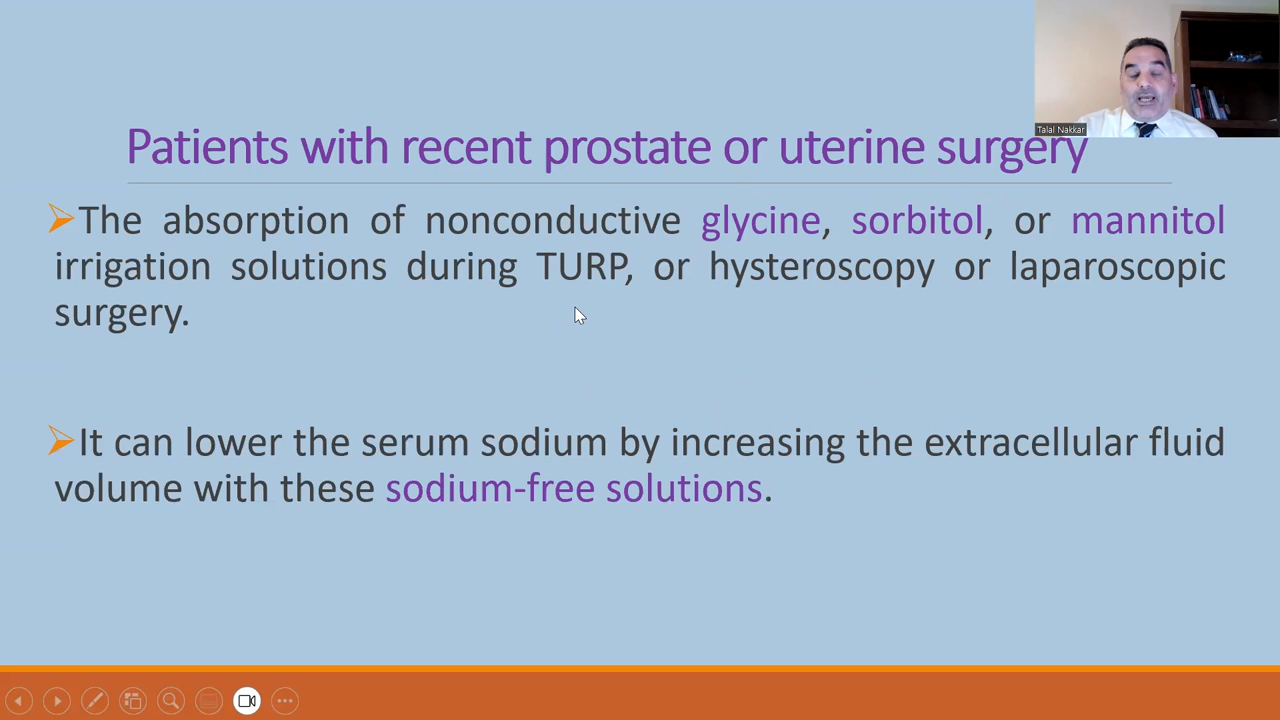 Talal Nakkar
Patients with recent prostate or uterine surgery
The absorption of nonconductive glycine, sorbitol, or mannitol
irrigation solutions during TURP, or hysteroscopy or laparoscopic
surgery.
It can lower the serum sodium by increasing the extracellular fluid
volume with these sodium-free solutions.